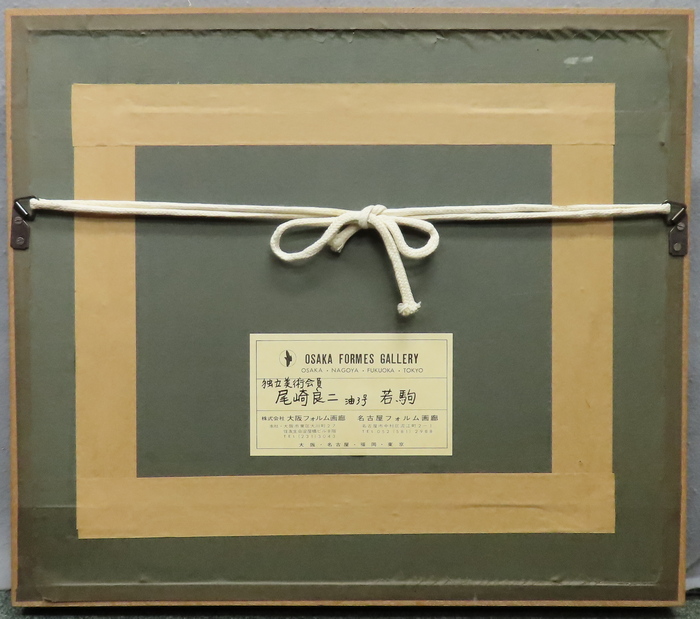 OSAKA FORMES GALLERY
OSAKA · NAGOYA · FUKUOKA · TOKYO
独立美術会員
尾崎良二 油3号 若駒
株式会社 大阪フォルム画廊 名古屋フォルム画廊
大阪・名古屋・福岡・東京